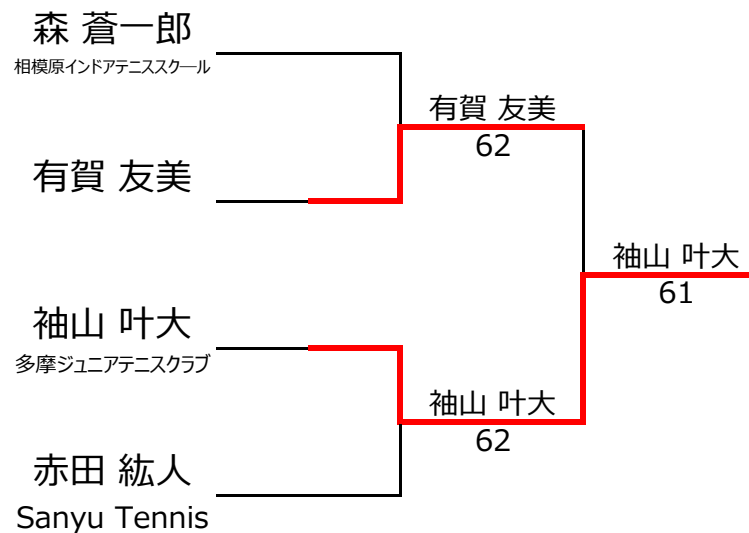 森 蒼一郎
相模原インドアテニススクール
有賀 友美
袖山 叶大
多摩ジュニアテニスクラブ
赤田 紘人
Sanyu Tennis
有賀 友美
62
袖山 叶大
62
袖山 叶大
61